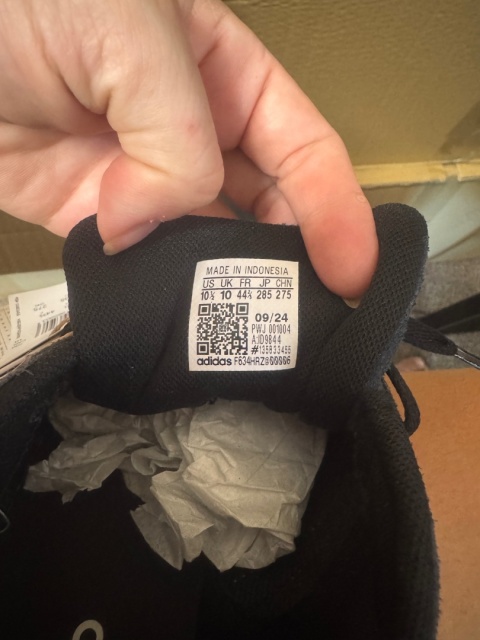 MADE IN INDONESIA
US UK FR JP CHN
10½ 10 44⅔ 285 275
09/24
PWJ 001004
A:ID9844
adidas